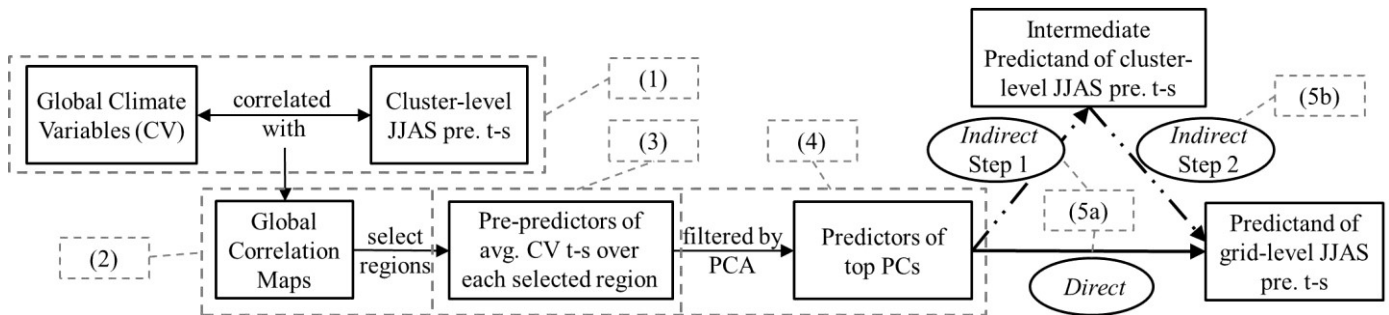 Global Climate
Variables (CV)
correlated
with
Cluster-level
JJAS pre. t-s
(1)
(2)
Global
Correlation
Maps
select
regions
(3)
Pre-predictors of
avg. CV t-s over
each selected region
filtered by
PCA
(4)
Predictors of
top PCs
Intermediate
Predictand of cluster-
level JJAS pre. t-s
Indirect
Step 1
Indirect
Step 2
(5b)
(5a)
Direct
Predictand of
grid-level JJAS
pre. t-s